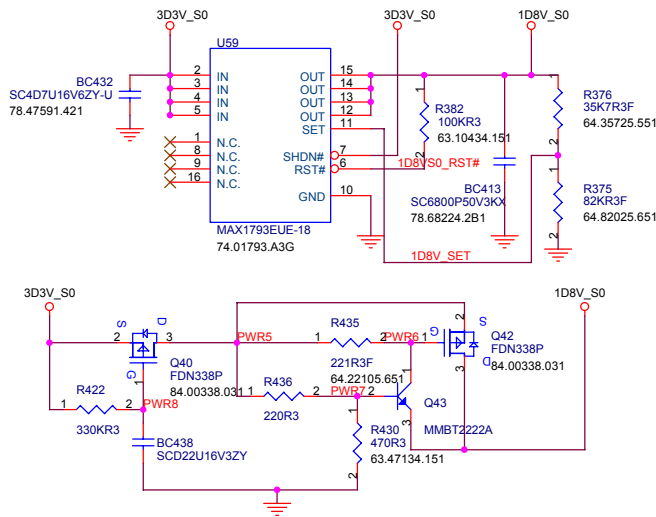 3D3V_S0
3D3V_S0
1D8V_S0
U59
BC432
SC4D7U16V6ZY-U
78.47591.421
2 IN
3 IN
4 IN
5 IN
1 N.C.
8 N.C.
9 N.C.
16 N.C.
OUT 15
OUT 14
OUT 13
OUT 12
SET 11
SHDN# 7
RST# 6
GND 10
MAX1793EUE-18
74.01793.A3G
1
R382
100KR3
63.10434.151
2
1D8VS0_RST#
BC413
SC6800P50V3KX
78.68224.2B1
R376
35K7R3F
64.35725.551
R375
82KR3F
64.82025.651
1D8V_SET
3D3V_S0
1D8V_S0
D
S
2 3
Q40
FDN338P
84.00338.031
G
1
1 R422 2
330KR3
PWR8
BC438
SCD22U16V3ZY
PWR5
1 R435 2
221R3F
64.22105.651
PWR6
1 R436 2
220R3
PWR7
1
R430
470R3
63.47134.151
2
2
1
3
Q43
MMBT2222A
2
S
1
G
D
3
Q42
FDN338P
84.00338.031